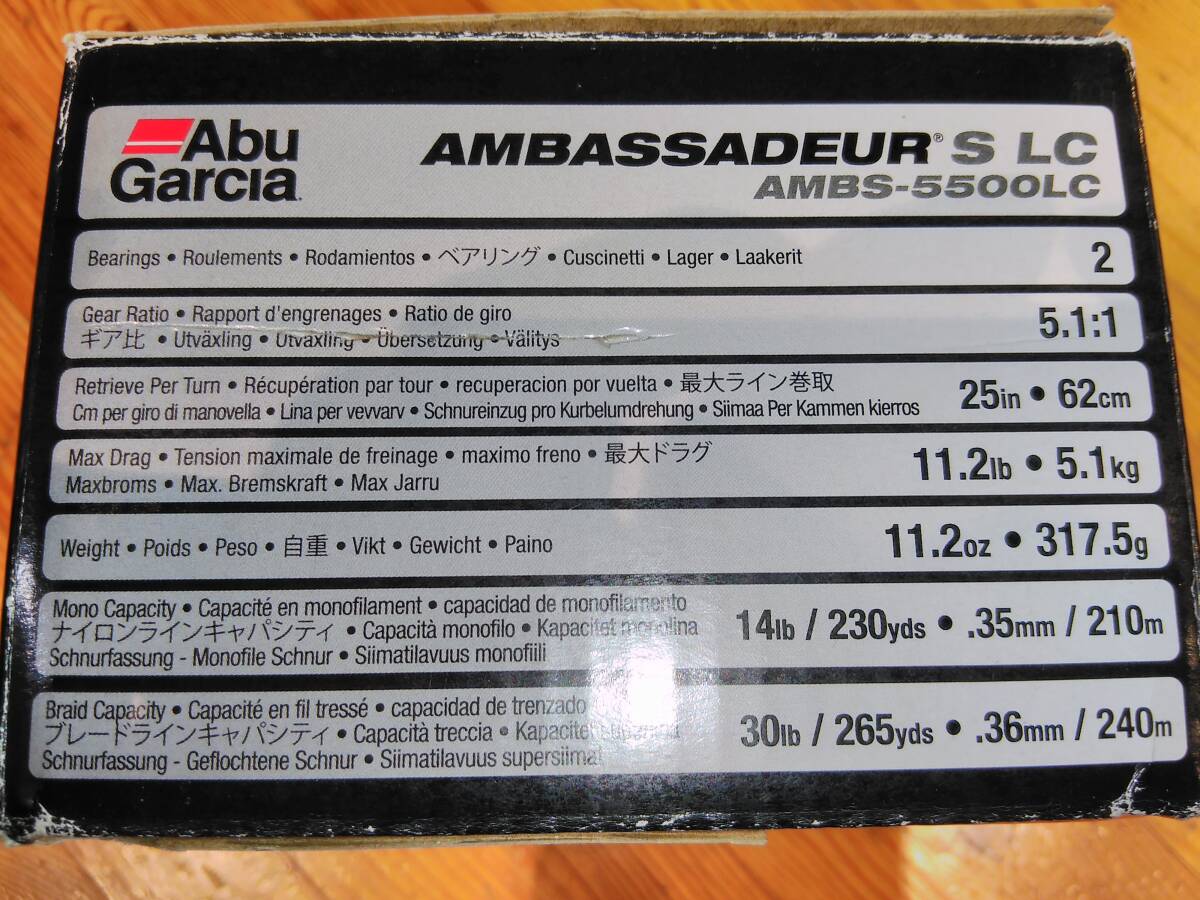 Abu
Garcia
AMBASSADEUR® S LC
AMBS-5500LC
Bearings • Roulements • Rodamientos • ベアリング • Cuscinetti • Lager • Laakerit
2
Gear Ratio • Rapport d'engrenages • Ratio de giro
ギア比 • Utväxling • Utväxling • Übersetzung • Välitys
5.1:1
Retrieve Per Turn • Récupération par tour • recuperacion por vuelta • 最大ライン巻取
Cm per giro di manovella • Lina per vevvarv • Schnureinzug pro Kurbelumdrehung • Siimaa Per Kammen kierros
25in • 62cm
Max Drag • Tension maximale de freinage • maximo freno • 最大ドラグ
Maxbroms • Max. Bremskraft • Max Jarru
11.2lb • 5.1kg
Weight • Poids • Peso • 自重 • Vikt • Gewicht • Paino
11.2oz • 317.5g
Mono Capacity • Capacité en monofilament • capacidad de monofilamento
ナイロンラインキャパシティ • Capacità monofilo • Kapacitet monolina
Schnurfassung - Monofile Schnur • Siimatilavuus monofiili
14lb / 230yds • .35mm / 210m
Braid Capacity • Capacité en fil tressé • capacidad de trenzado
ブレードラインキャパシティ • Capacità treccia • Kapacitet
Schnurfassung - Geflochtene Schnur • Siimatilavuus supersiima
30lb / 265yds • .36mm / 240m